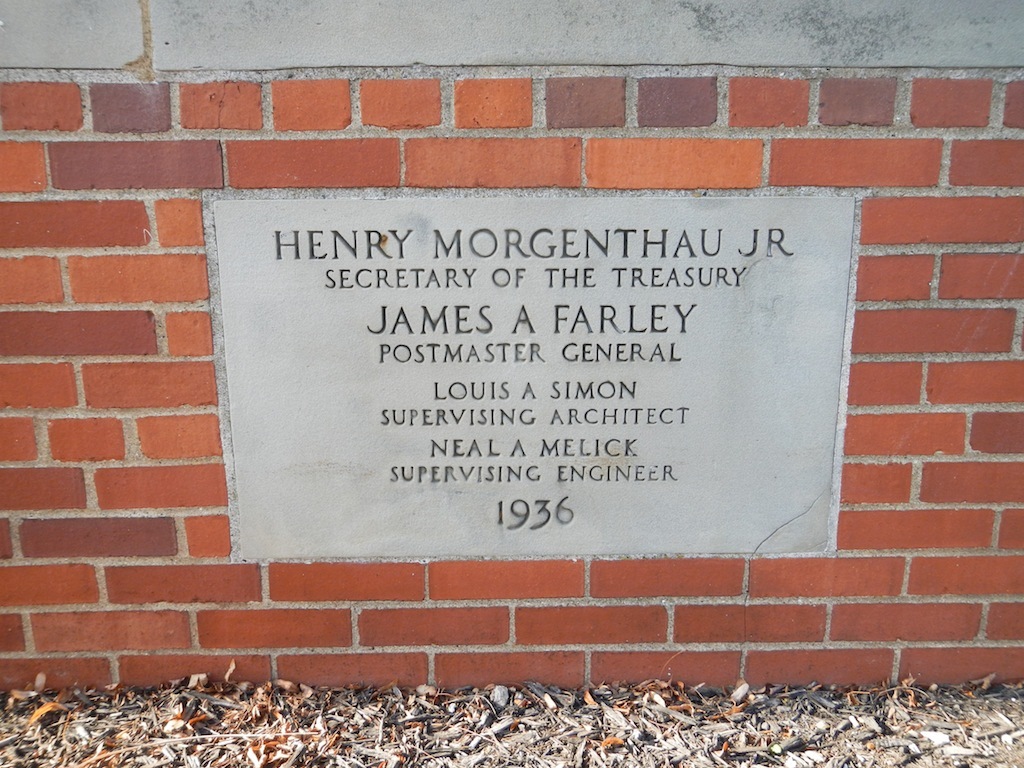 HENRY MORGENTHAU JR
SECRETARY OF THE TREASURY
JAMES A FARLEY
POSTMASTER GENERAL
LOUIS A SIMON
SUPERVISING ARCHITECT
NEAL A MELICK
SUPERVISING ENGINEER
1936